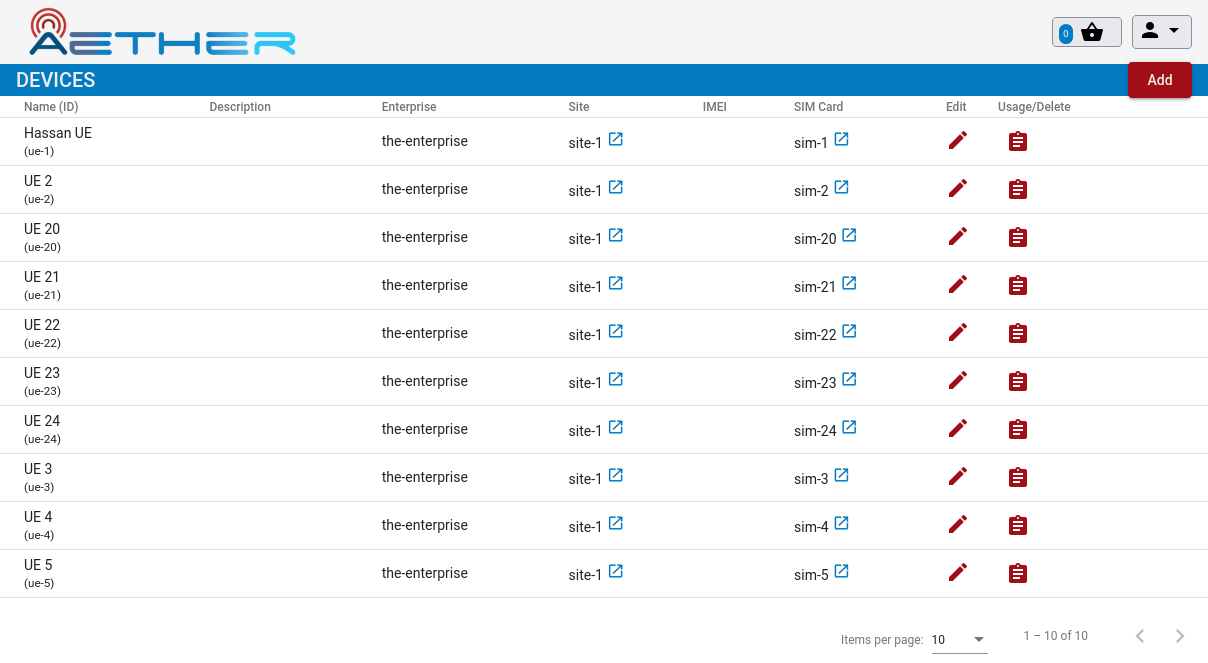 AETHER
0
DEVICES
Add
Name (ID) Description Enterprise Site IMEI SIM Card Edit Usage/Delete
Hassan UE
(ue-1)
the-enterprise site-1 sim-1
UE 2
(ue-2)
the-enterprise site-1 sim-2
UE 20
(ue-20)
the-enterprise site-1 sim-20
UE 21
(ue-21)
the-enterprise site-1 sim-21
UE 22
(ue-22)
the-enterprise site-1 sim-22
UE 23
(ue-23)
the-enterprise site-1 sim-23
UE 24
(ue-24)
the-enterprise site-1 sim-24
UE 3
(ue-3)
the-enterprise site-1 sim-3
UE 4
(ue-4)
the-enterprise site-1 sim-4
UE 5
(ue-5)
the-enterprise site-1 sim-5
Items per page: 10 1 – 10 of 10